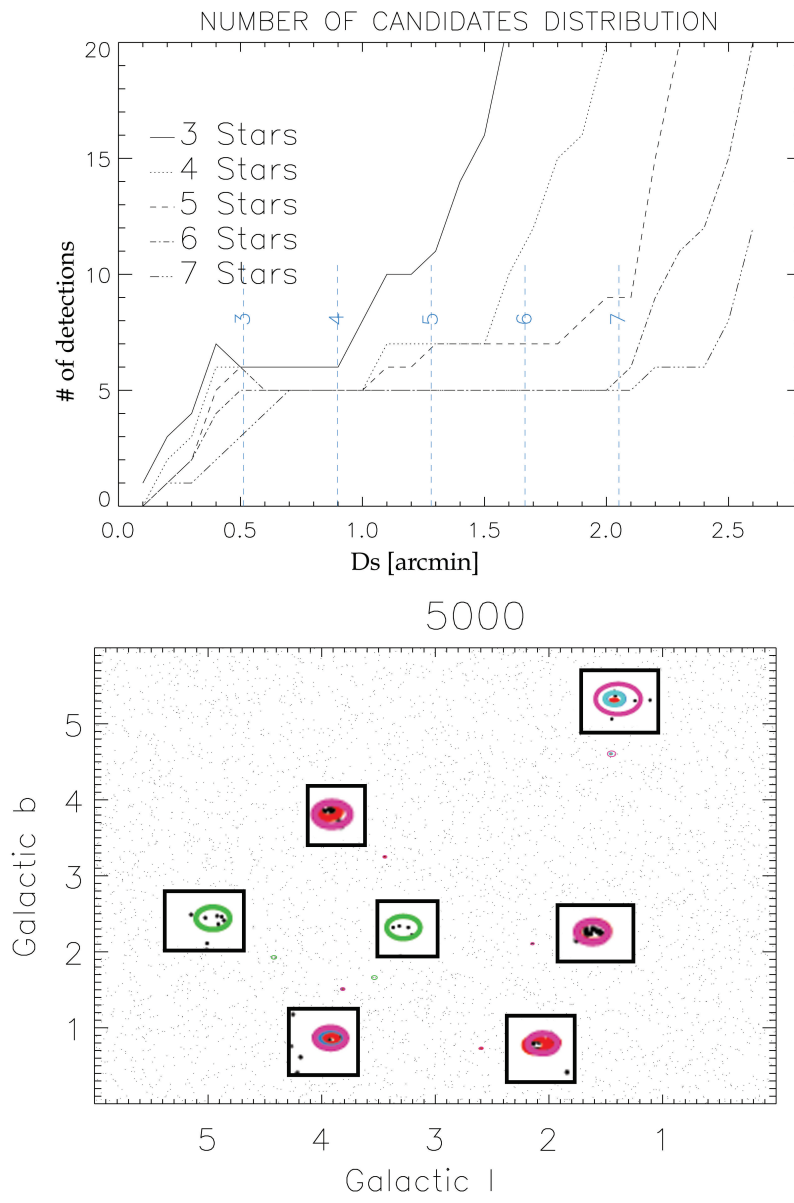 NUMBER OF CANDIDATES DISTRIBUTION
20
15
10
5
0
# of detections
3 Stars
4 Stars
5 Stars
6 Stars
7 Stars
3
4
5
6
7
0.0 0.5 1.0 1.5 2.0 2.5
Ds [arcmin]
5000
5
4
3
2
1
Galactic b
5 4 3 2 1
Galactic l